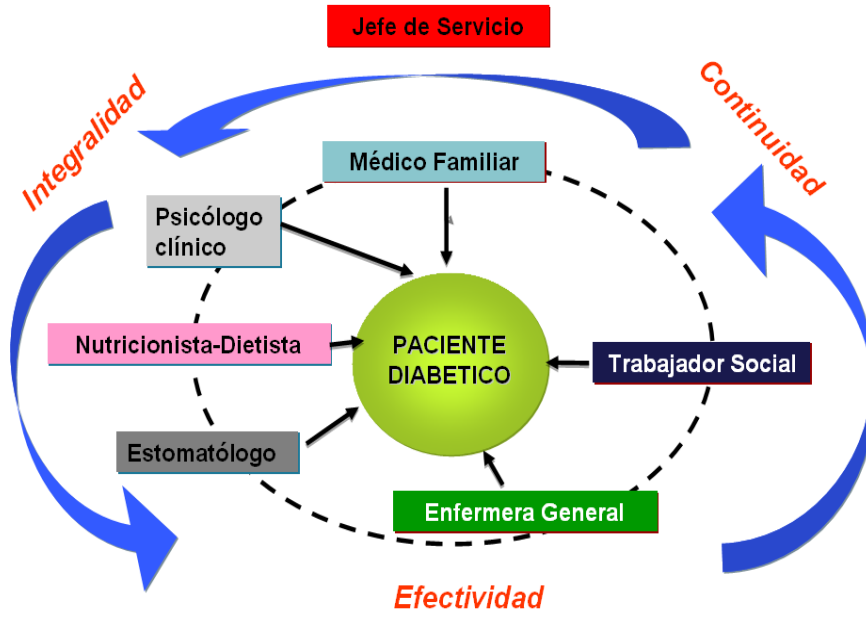 Jefe de Servicio
Integralidad
Continuidad
Médico Familiar
Psicólogo
clínico
Nutricionista-Dietista
PACIENTE
DIABETICO
Trabajador Social
Estomatólogo
Enfermera General
Efectividad